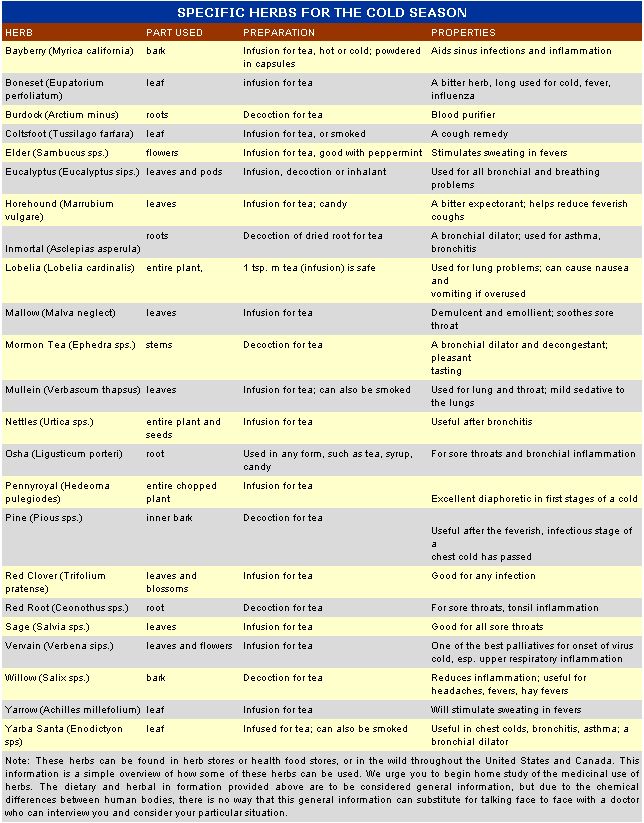 SPECIFIC HERBS FOR THE COLD SEASON
HERB PART USED PREPARATION PROPERTIES
Bayberry (Myrica california) bark Infusion for tea, hot or cold; powdered Aids sinus infections and inflammation
in capsules
Boneset (Eupatorium leaf infusion for tea A bitter herb, long used for cold, fever,
perfoliatum) influenza
Burdock (Arctium minus) roots Decoction for tea Blood purifier
Coltsfoot (Tussilago farfara) leaf Infusion for tea, or smoked A cough remedy
Elder (Sambucus sps.) flowers Infusion for tea, good with peppermint Stimulates sweating in fevers
Eucalyptus (Eucalyptus sips.) leaves and pods Infusion, decoction or inhalant Used for all bronchial and breathing
problems
Horehound (Marrubium leaves Infusion for tea; candy A bitter expectorant; helps reduce feverish
vulgare) coughs
roots Decoction of dried root for tea A bronchial dilator; used for asthma,
Inmortal (Asclepias asperula) bronchitis
Lobelia (Lobelia cardinalis) entire plant, 1 tsp. m tea (infusion) is safe Used for lung problems; can cause nausea
and
vomiting if overused
Mallow (Malva neglect) leaves Infusion for tea Demulcent and emollient; soothes sore
throat
Mormon Tea (Ephedra sps.) stems Decoction for tea A bronchial dilator and decongestant;
pleasant
tasting
Mullein (Verbascum thapsus) leaves Infusion for tea; can also be smoked Used for lung and throat; mild sedative to
the lungs
Nettles (Urtica sps.) entire plant and Infusion for tea Useful after bronchitis
seeds
Osha (Ligusticum porteri) root Used in any form, such as tea, syrup, For sore throats and bronchial inflammation
candy
Pennyroyal (Hedeoma entire chopped Infusion for tea
pulegiodes) plant Excellent diaphoretic in first stages of a cold
Pine (Pious sps.) inner bark Decoction for tea
Useful after the feverish, infectious stage of
a
chest cold has passed
Red Clover (Trifolium leaves and Infusion for tea Good for any infection
pratense) blossoms
Red Root (Ceonothus sps.) root Decoction for tea For sore throats, tonsil inflammation
Sage (Salvia sps.) leaves Infusion for tea Good for all sore throats
Vervain (Verbena sips.) leaves and flowers Infusion for tea One of the best palliatives for onset of virus
cold, esp. upper respiratory inflammation
Willow (Salix sps.) bark Decoction for tea Reduces inflammation; useful for
headaches, fevers, hay fevers
Yarrow (Achilles millefolium) leaf Infusion for tea Will stimulate sweating in fevers
Yarba Santa (Enodictyon leaf Infused for tea; can also be smoked Useful in chest colds, bronchitis, asthma; a
sps) bronchial dilator
Note: These herbs can be found in herb stores or health food stores, or in the wild throughout the United States and Canada. This
information is a simple overview of how some of these herbs can be used. We urge you to begin home study of the medicinal use of
herbs. The dietary and herbal in formation provided above are to be considered general information, but due to the chemical
differences between human bodies, there is no way that this general information can substitute for talking face to face with a doctor
who can interview you and consider your particular situation.